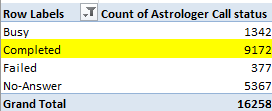 Row Labels Count of Astrologer Call status
Busy 1342
Completed 9172
Failed 377
No-Answer 5367
Grand Total 16258